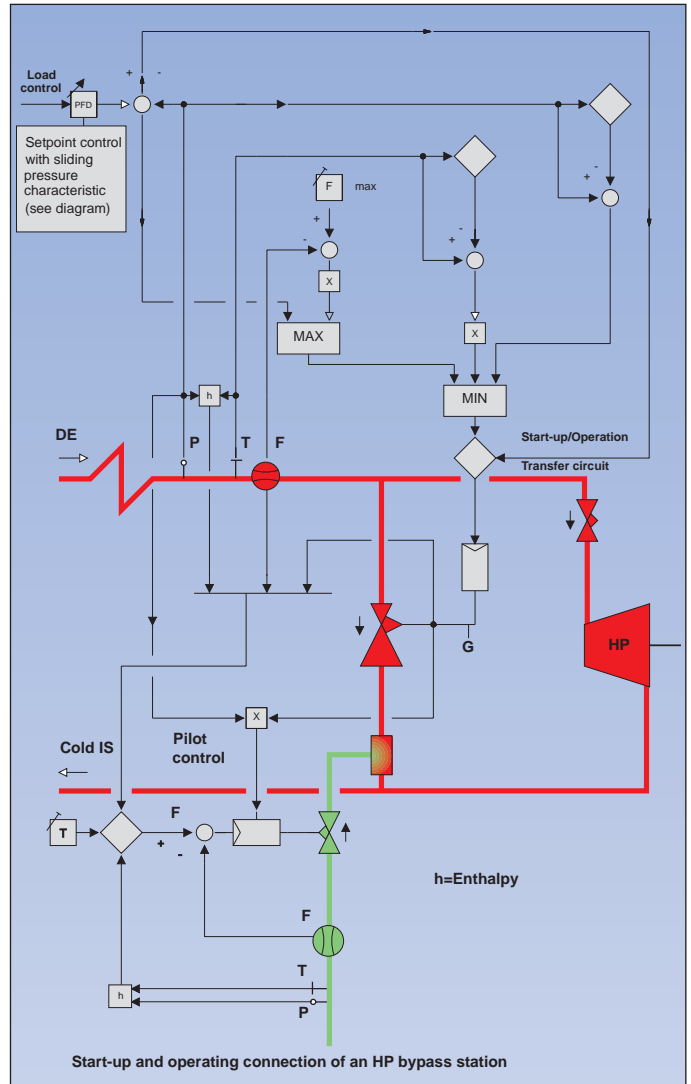 + -
Load
control
PFD
Setpoint control
with sliding
pressure
characteristic
(see diagram)
F
max
+
-
-
+
-
+
X
X
MAX
MIN
h
DE
P
T
F
Start-up/Operation
Transfer circuit
G
HP
X
Cold IS
Pilot
control
T
F
+
-
h=Enthalpy
F
T
h
P
Start-up and operating connection of an HP bypass station